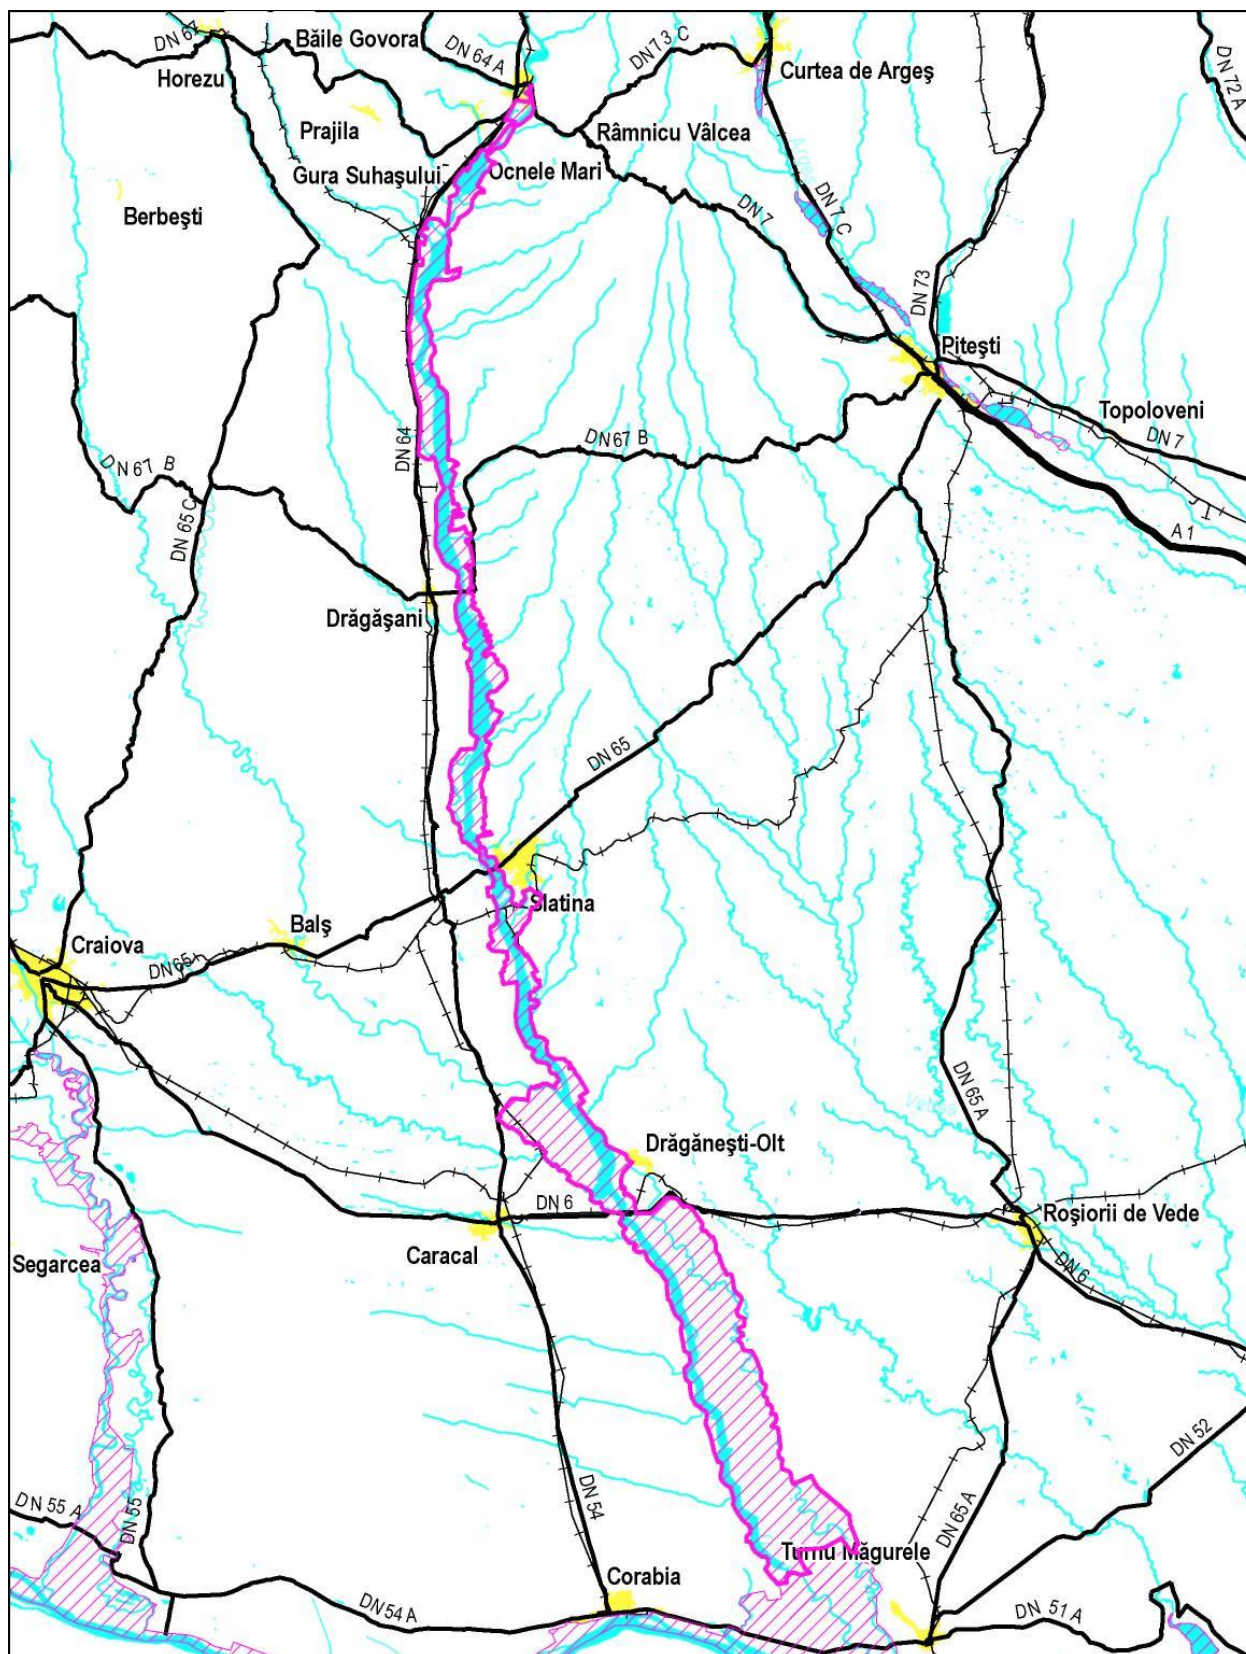 DN 67
Băile Govora
DN 64 A
DN 7.3 C
Curtea de Argeş
DN 72 A
Horezu
Prajila
Râmnicu Vâlcea
Gura Suhaşului
Ocnele Mari
Berbeşti
DN 7
DN 7 C
DN 73
Piteşti
Topoloveni
DN 7
DN 64
DN 67 B
DN 67 B
DN 65 C
A 1
Drăgăşani
DN 65
Slatina
Balş
Craiova
DN 65
DN 65 A
Drăgăneşti-Olt
DN 6
Roşiorii de Vede
Caracal
Segarcea
DN 6
DN 52
DN 55 A
DN 55
DN 54
DN 65 A
Turnu Măgurele
Corabia
DN 54 A
DN 51 A